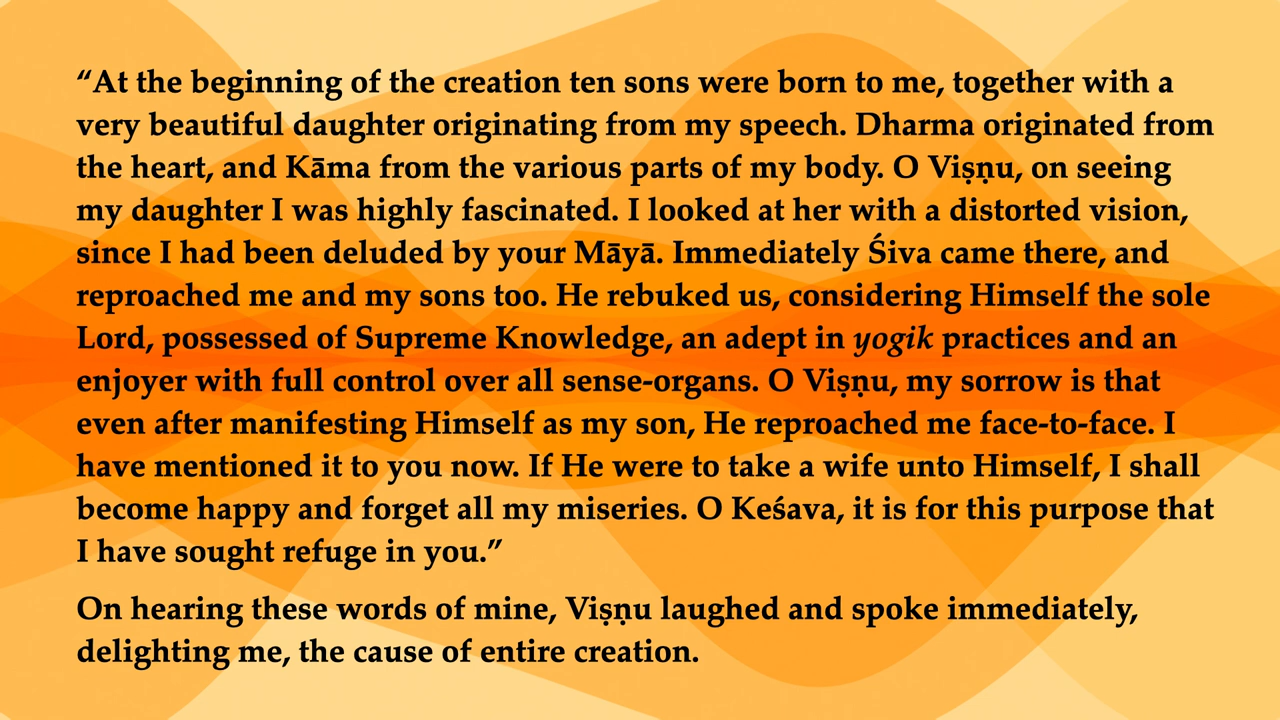 “At the beginning of the creation ten sons were born to me, together with a
very beautiful daughter originating from my speech. Dharma originated from
the heart, and Kāma from the various parts of my body. O Viṣṇu, on seeing
my daughter I was highly fascinated. I looked at her with a distorted vision,
since I had been deluded by your Māyā. Immediately Śiva came there, and
reproached me and my sons too. He rebuked us, considering Himself the sole
Lord, possessed of Supreme Knowledge, an adept in yogik practices and an
enjoyer with full control over all sense-organs. O Viṣṇu, my sorrow is that
even after manifesting Himself as my son, He reproached me face-to-face. I
have mentioned it to you now. If He were to take a wife unto Himself, I shall
become happy and forget all my miseries. O Keśava, it is for this purpose that
I have sought refuge in you.”
On hearing these words of mine, Viṣṇu laughed and spoke immediately,
delighting me, the cause of entire creation.